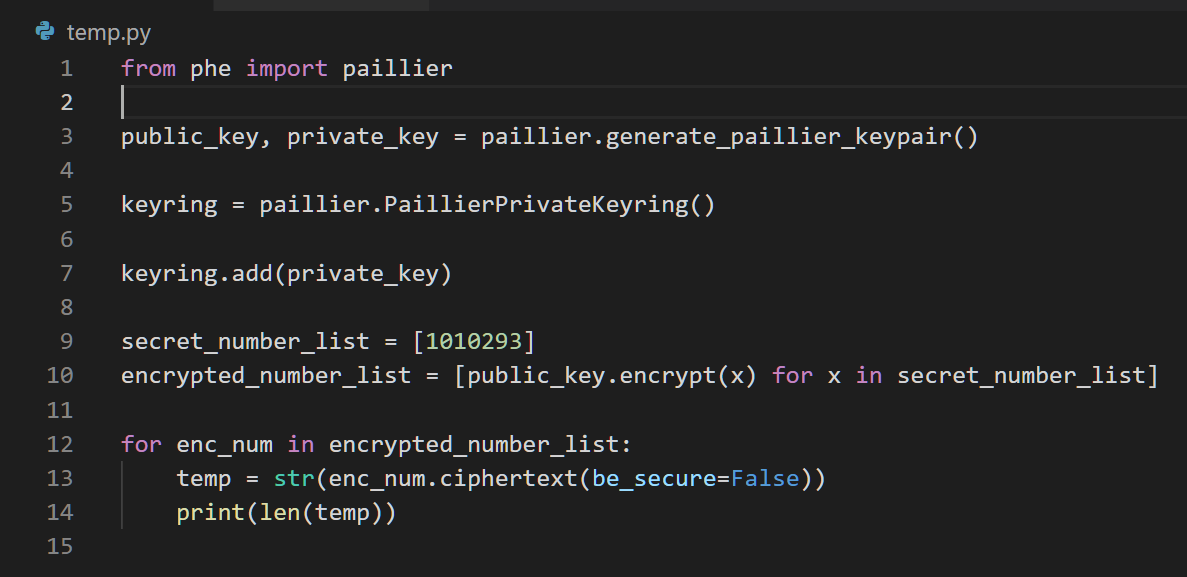 temp.py
1 from phe import paillier
2
3 public_key, private_key = paillier.generate_paillier_keypair()
4
5 keyring = paillier.PaillierPrivateKeyring()
6
7 keyring.add(private_key)
8
9 secret_number_list = [1010293]
10 encrypted_number_list = [public_key.encrypt(x) for x in secret_number_list]
11
12 for enc_num in encrypted_number_list:
13     temp = str(enc_num.ciphertext(be_secure=False))
14     print(len(temp))
15